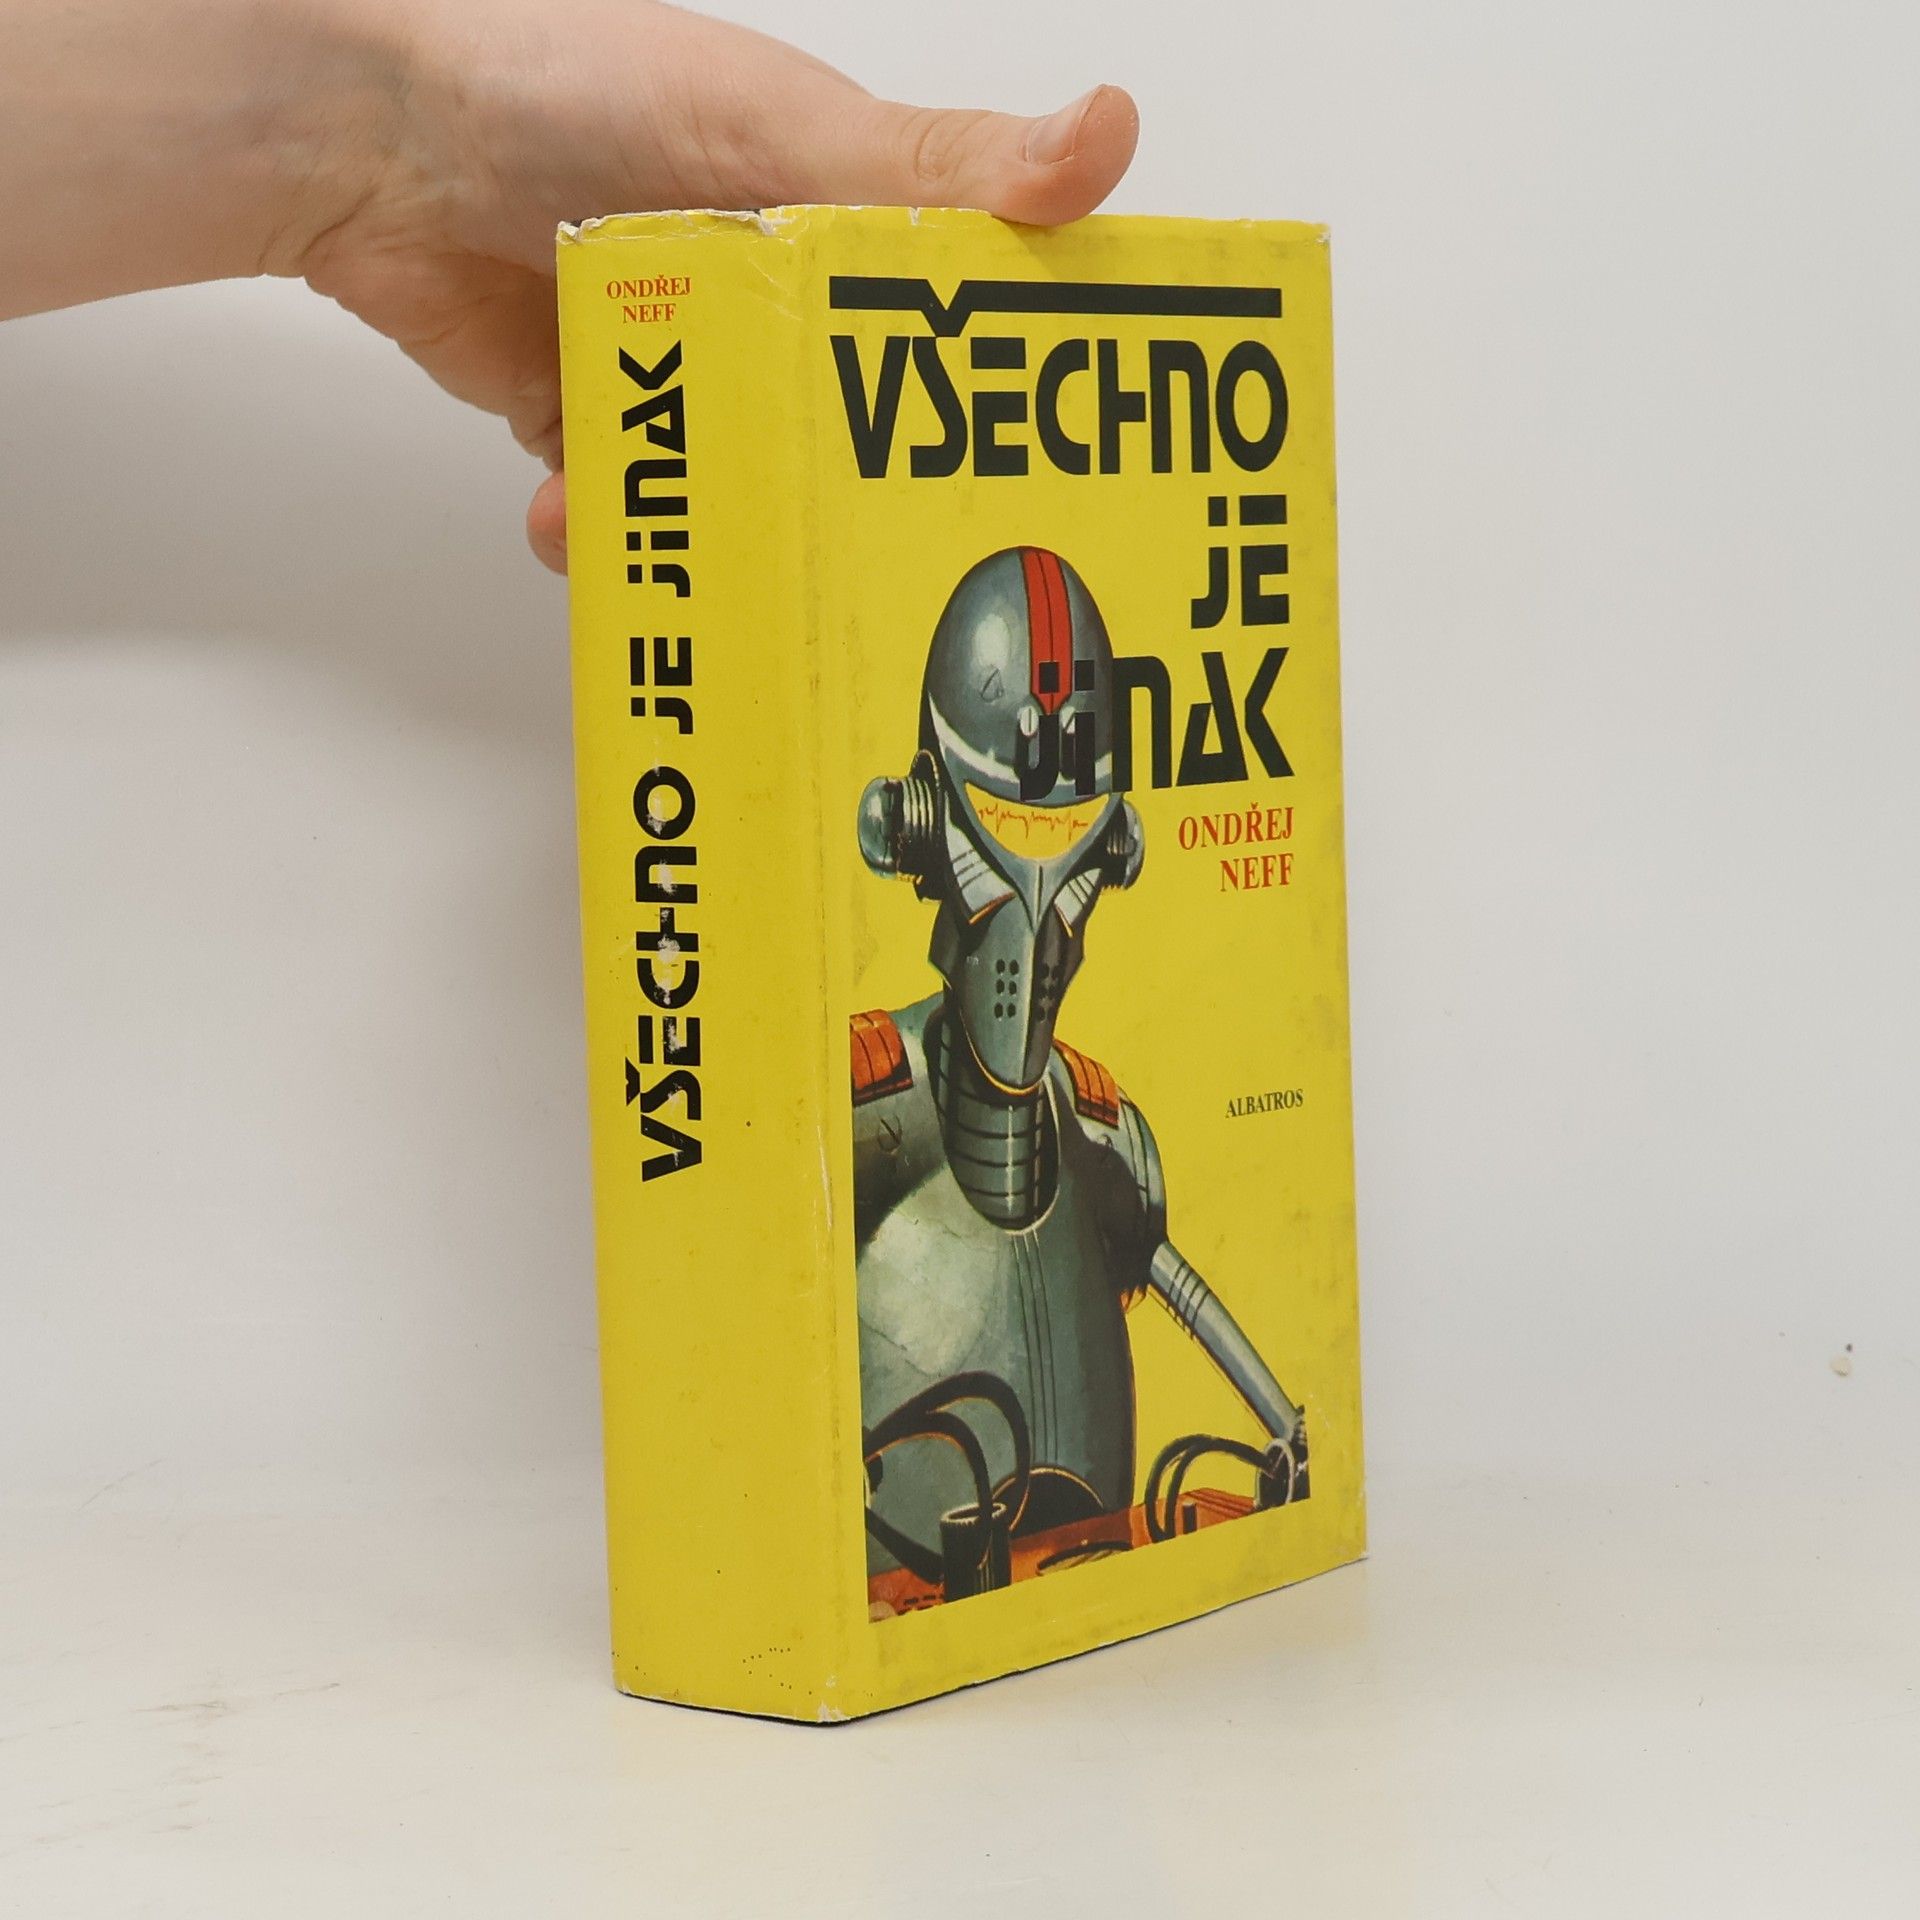 ONDŘEJ
NEFF
VŠECHNO JE JINAK
VŠECHNO
JE
JINAK
ONDŘEJ
NEFF
ALBATROS